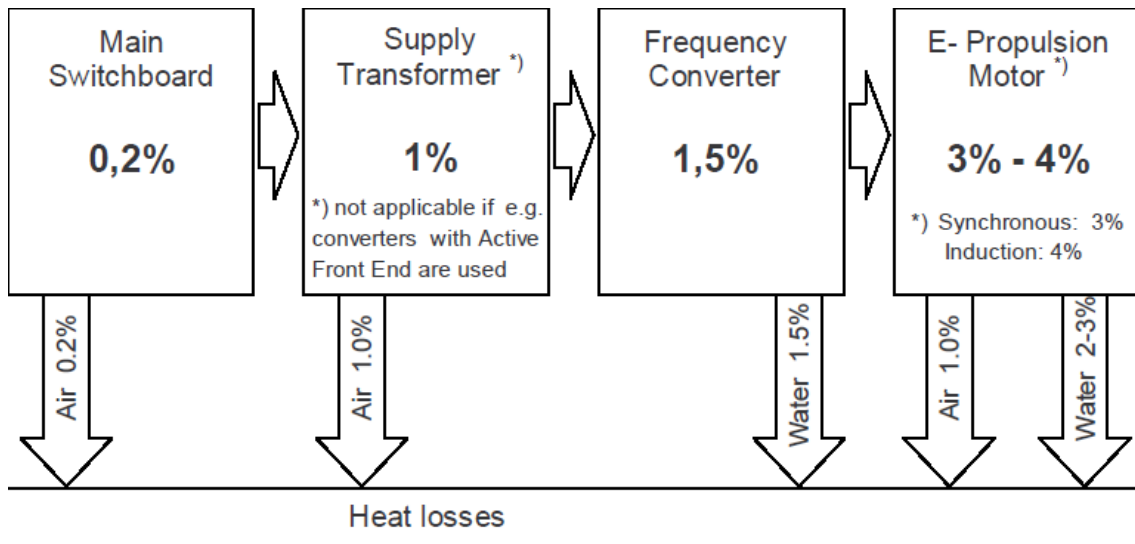 Main
Switchboard
0,2%
Supply
Transformer *)
1%
*) not applicable if e.g.
converters with Active
Front End are used
Frequency
Converter
1,5%
E- Propulsion
Motor *)
3% - 4%
*) Synchronous: 3%
Induction: 4%
Air 0.2%
Air 1.0%
Water 1.5%
Air 1.0%
Water 2-3%
Heat losses